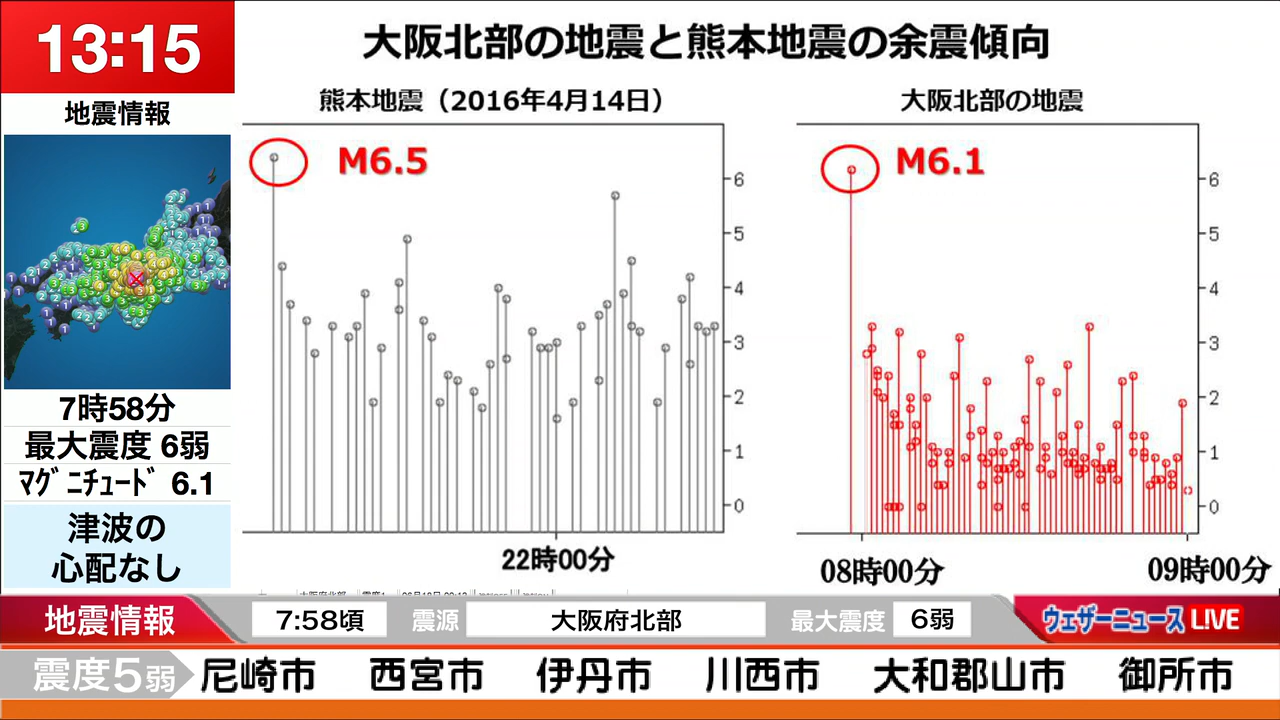 13:15
地震情報
7時58分
最大震度 6弱
ﾏｸﾞﾆﾁｭｰﾄﾞ 6.1
津波の
心配なし
大阪北部の地震と熊本地震の余震傾向
熊本地震（2016年4月14日）
M6.5
6
5
4
3
2
1
0
22時00分
大阪北部の地震
M6.1
6
5
4
3
2
1
0
08時00分 09時00分
地震情報 7:58頃 震源 大阪府北部 最大震度 6弱 ウェザーニュース LIVE
震度5弱 尼崎市 西宮市 伊丹市 川西市 大和郡山市 御所市